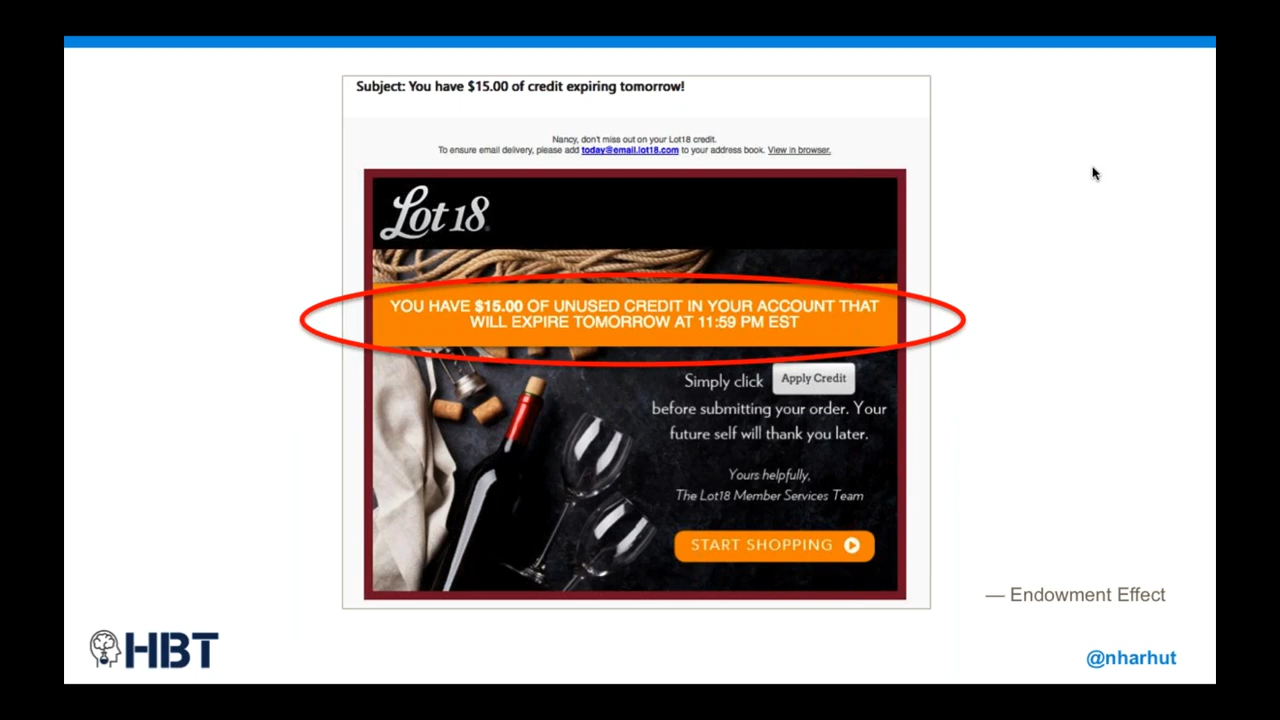 Subject: You have $15.00 of credit expiring tomorrow!
Nancy, don't miss out on your Lot18 credit.
To ensure email delivery, please add today@email.lot18.com to your address book. View in browser.
Lot18
YOU HAVE $15.00 OF UNUSED CREDIT IN YOUR ACCOUNT THAT
WILL EXPIRE TOMORROW AT 11:59 PM EST
Simply click Apply Credit
before submitting your order. Your
future self will thank you later.
Yours helpfully,
The Lot18 Member Services Team
START SHOPPING
— Endowment Effect
HBT
@nharhut